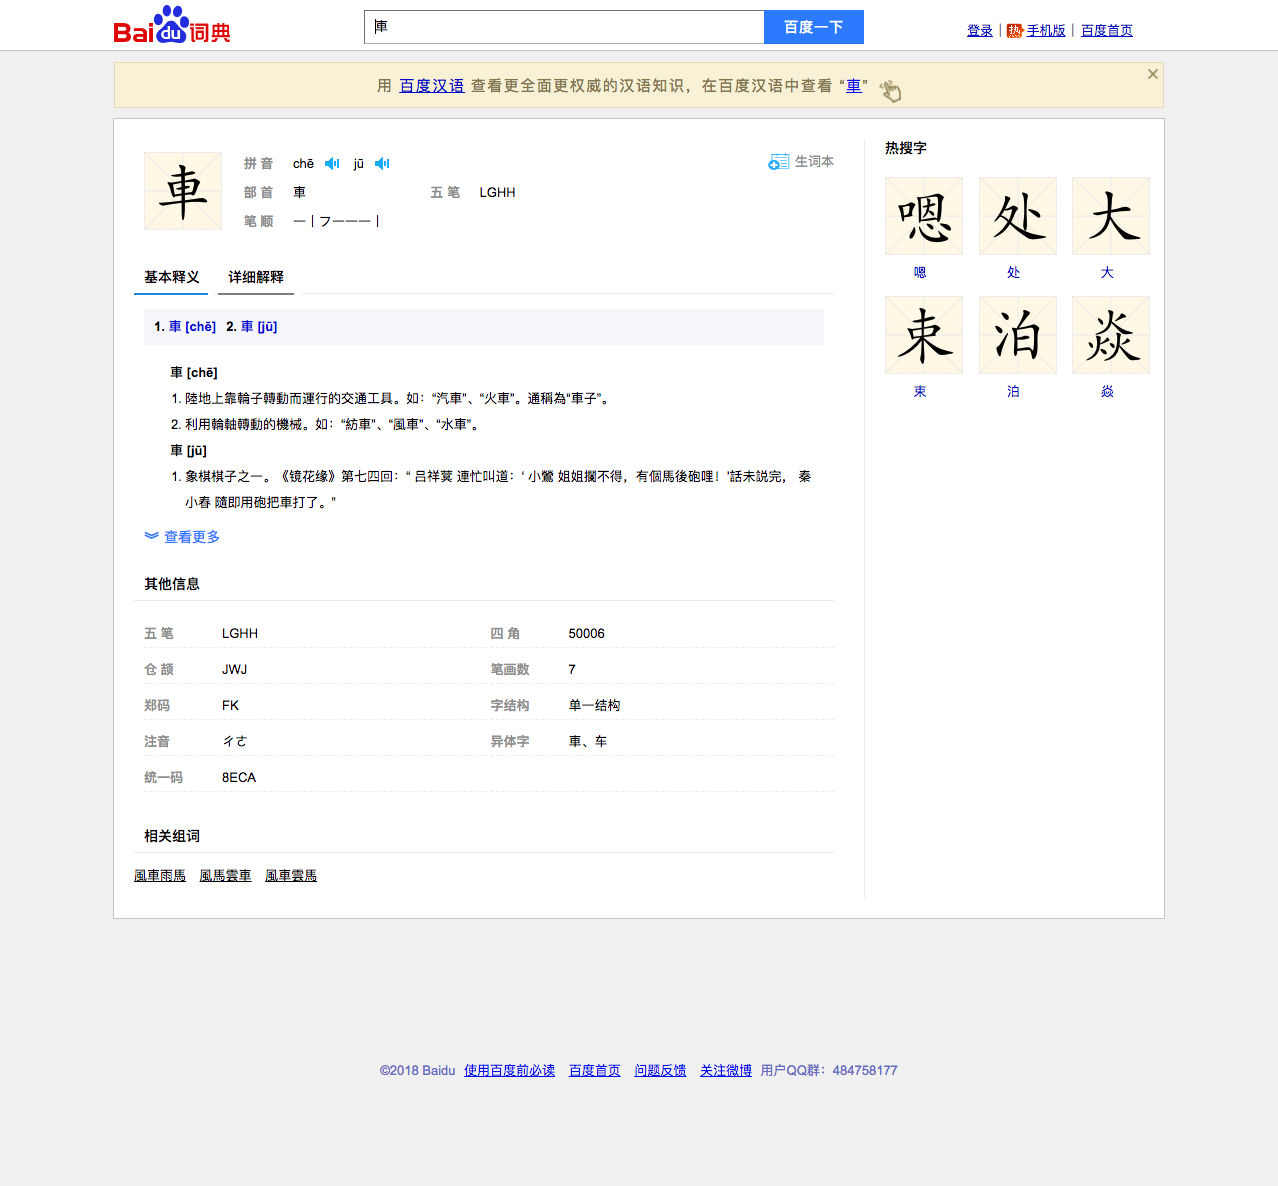 Bai du 词典
車
百度一下
登录 | 热 手机版 | 百度首页
用 百度汉语 查看更全面更权威的汉语知识，在百度汉语中查看 “車”
車
拼 音 chē jū
生词本
部 首 車 五 笔 LGHH
笔 顺 一丨フ一一一丨
基本释义 详细解释
1. 車 [chē] 2. 車 [jū]
車 [chē]
1. 陸地上靠輪子轉動而運行的交通工具。如：“汽車”、“火車”。通稱為“車子”。
2. 利用輪軸轉動的機械。如：“紡車”、“風車”、“水車”。
車 [jū]
1. 象棋棋子之一。《镜花缘》第七四回：“ 吕祥蓂 連忙叫道：‘ 小鶯 姐姐攔不得，有個馬後砲哩！’話未説完， 秦
小春 隨即用砲把車打了。”
查看更多
其他信息
五 笔 LGHH 四 角 50006
仓 颉 JWJ 笔画数 7
郑码 FK 字结构 单一结构
注音 ㄔㄜ 异体字 車、车
统一码 8ECA
相关组词
風車雨馬 風馬雲車 風車雲馬
热搜字
嗯 处 大
嗯 处 大
束 泊 焱
束 泊 焱
©2018 Baidu 使用百度前必读 百度首页 问题反馈 关注微博 用户QQ群：484758177